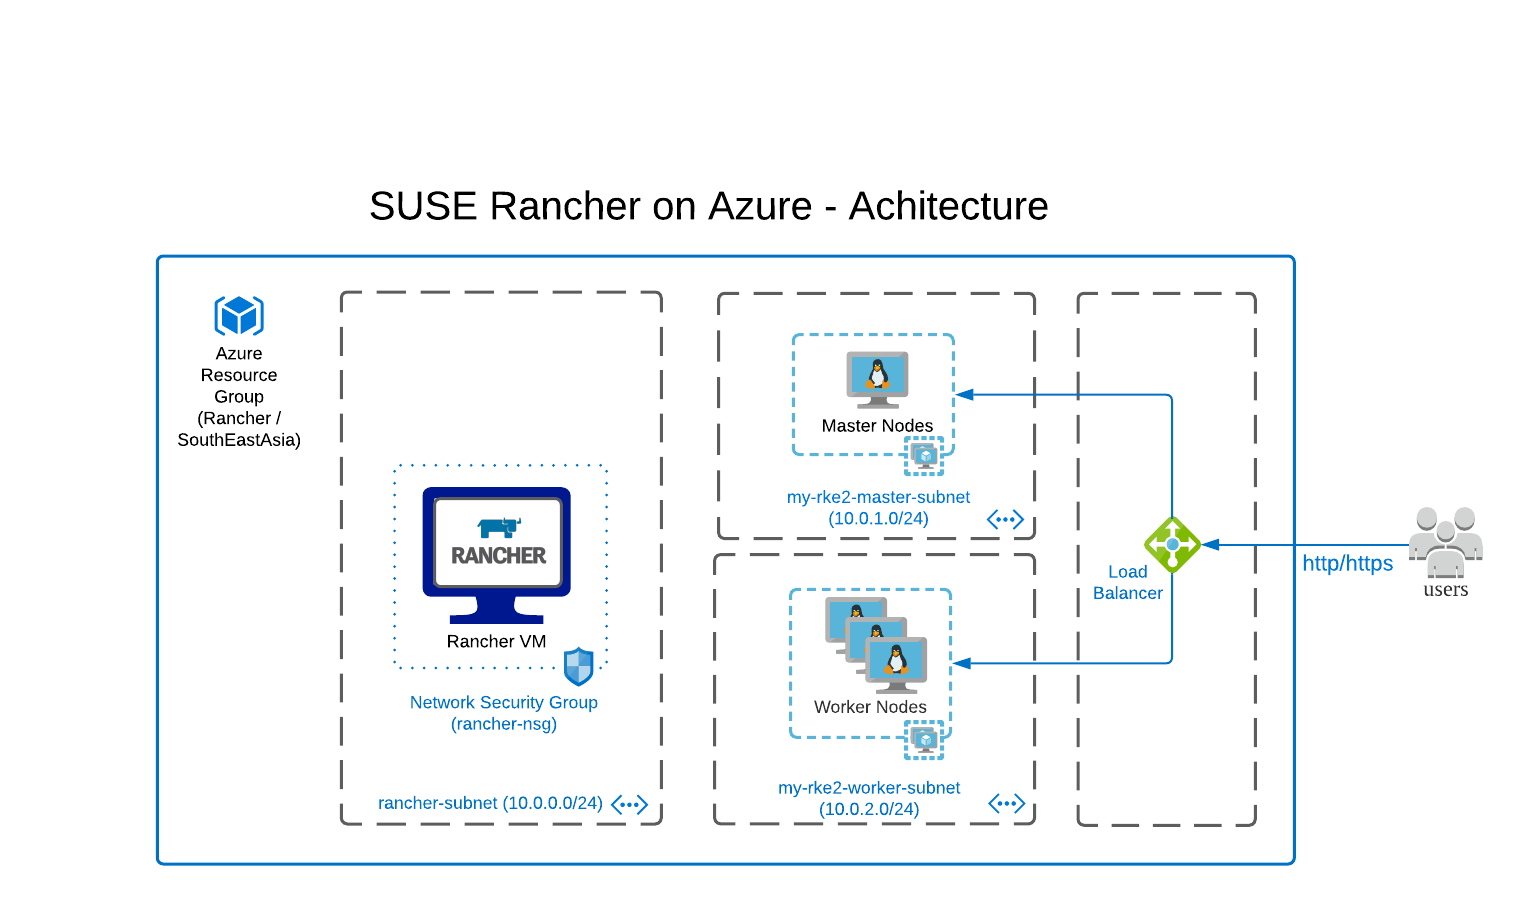 SUSE Rancher on Azure - Achitecture
Azure
Resource
Group
(Rancher /
SouthEastAsia)
RANCHER
Rancher VM
Network Security Group
(rancher-nsg)
rancher-subnet (10.0.0.0/24)
Master Nodes
my-rke2-master-subnet
(10.0.1.0/24)
Worker Nodes
my-rke2-worker-subnet
(10.0.2.0/24)
Load
Balancer
http/https
users